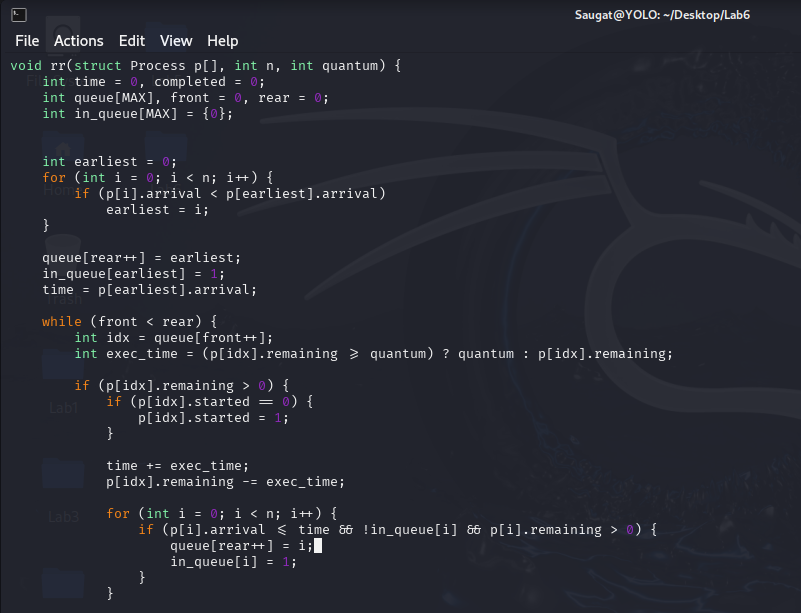 Saugat@YOLO: ~/Desktop/Lab6
File Actions Edit View Help
void rr(struct Process p[], int n, int quantum) {
    int time = 0, completed = 0;
    int queue[MAX], front = 0, rear = 0;
    int in_queue[MAX] = {0};
    int earliest = 0;
    for (int i = 0; i < n; i++) {
        if (p[i].arrival < p[earliest].arrival)
            earliest = i;
    }
    queue[rear++] = earliest;
    in_queue[earliest] = 1;
    time = p[earliest].arrival;
    while (front < rear) {
        int idx = queue[front++];
        int exec_time = (p[idx].remaining >= quantum) ? quantum : p[idx].remaining;
        if (p[idx].remaining > 0) {
            if (p[idx].started == 0) {
                p[idx].started = 1;
            }
            time += exec_time;
            p[idx].remaining -= exec_time;
            for (int i = 0; i < n; i++) {
                if (p[i].arrival <= time && !in_queue[i] && p[i].remaining > 0) {
                    queue[rear++] = i;
                    in_queue[i] = 1;
                }
            }
Home
Trash
Lab1
Lab3